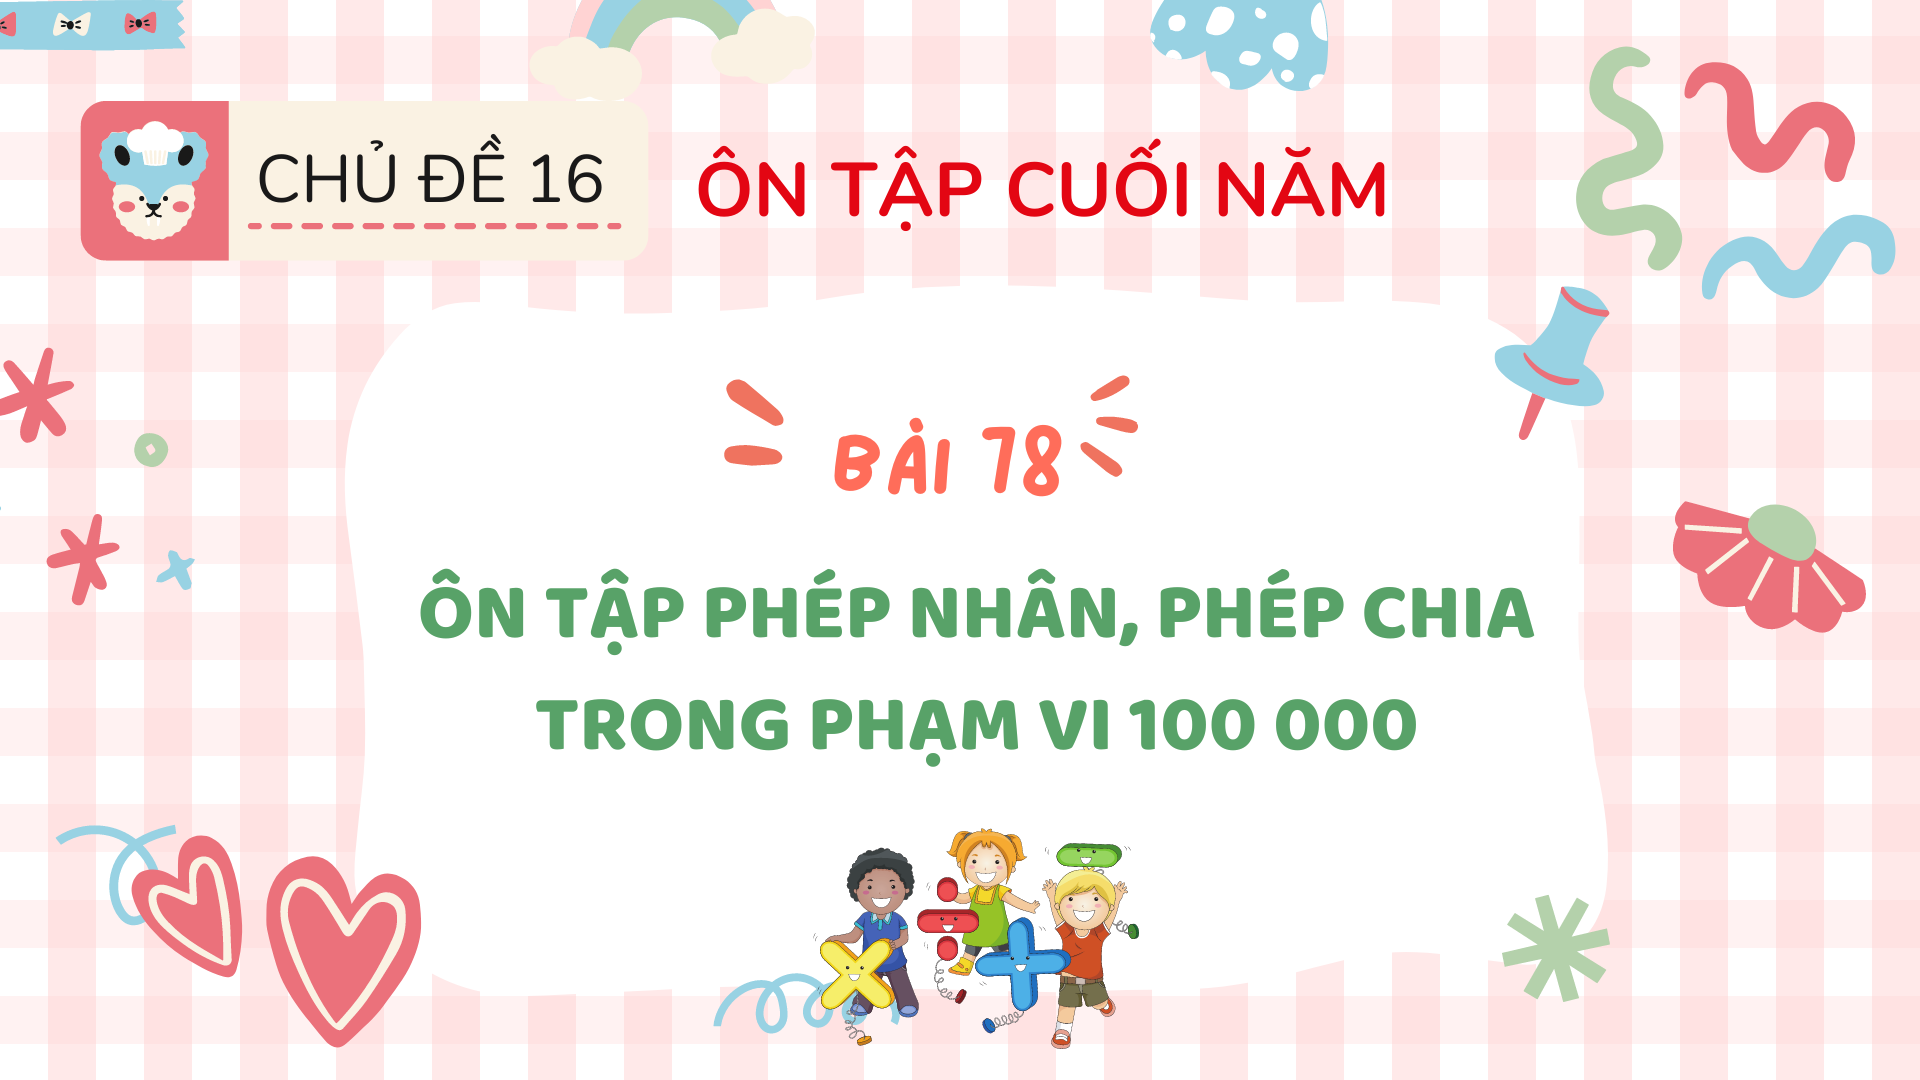 CHỦ ĐỀ 16
ÔN TẬP CUỐI NĂM
BÀI 78
ÔN TẬP PHÉP NHÂN, PHÉP CHIA
TRONG PHẠM VI 100 000